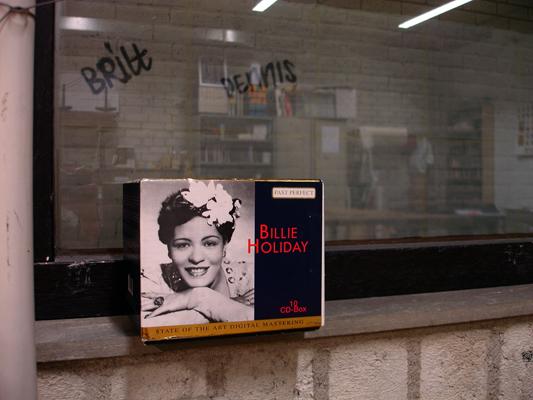 Britt
DENNIS
PAST PERFECT
BILLIE
HOLIDAY
10
CD-BOX
STATE OF THE ART DIGITAL MASTERING